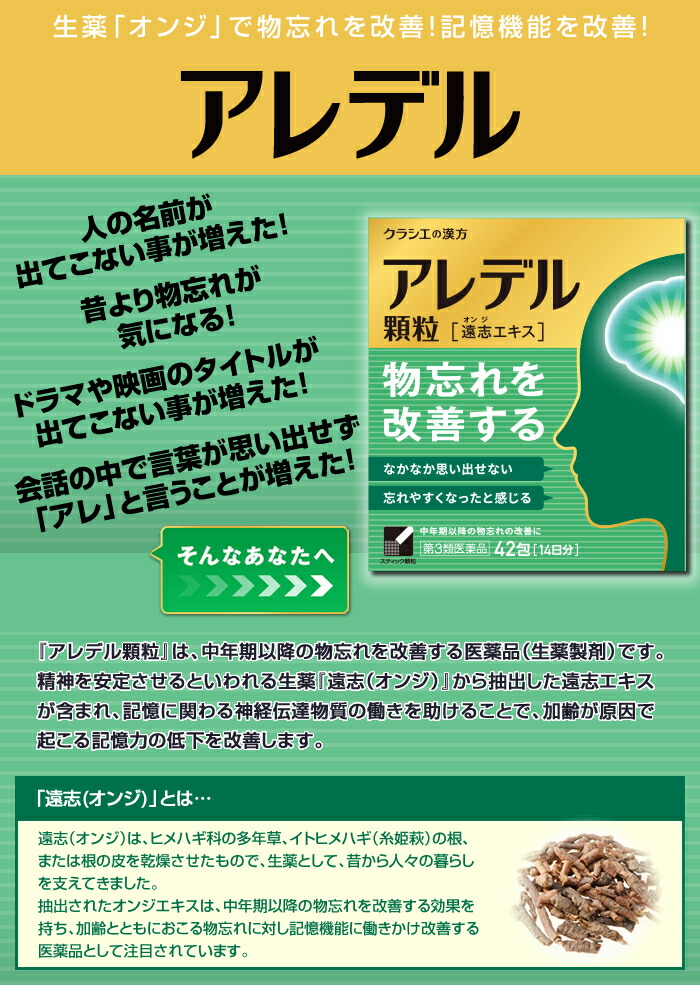 生薬「オンジ」で物忘れを改善!記憶機能を改善!
アレデル
人の名前が
出てこない事が増えた!
昔より物忘れが
気になる!
ドラマや映画のタイトルが
出てこない事が増えた!
会話の中で言葉が思い出せず
「アレ」と言うことが増えた!
そんなあなたへ
クラシエの漢方
アレデル
顆粒[遠志エキス]
オンジ
物忘れを
改善する
なかなか思い出せない
忘れやすくなったと感じる
中年期以降の物忘れの改善に
第3類医薬品 42包[14日分]
スティック顆粒
『アレデル顆粒』は、中年期以降の物忘れを改善する医薬品(生薬製剤)です。
精神を安定させるといわれる生薬『遠志(オンジ)』から抽出した遠志エキス
が含まれ、記憶に関わる神経伝達物質の働きを助けることで、加齢が原因で
起こる記憶力の低下を改善します。
「遠志(オンジ)」とは…
遠志(オンジ)は、ヒメハギ科の多年草、イトヒメハギ(糸姫萩)の根、
または根の皮を乾燥させたもので、生薬として、昔から人々の暮らし
を支えてきました。
抽出されたオンジエキスは、中年期以降の物忘れを改善する効果を
持ち、加齢とともにおこる物忘れに対し記憶機能に働きかけ改善する
医薬品として注目されています。